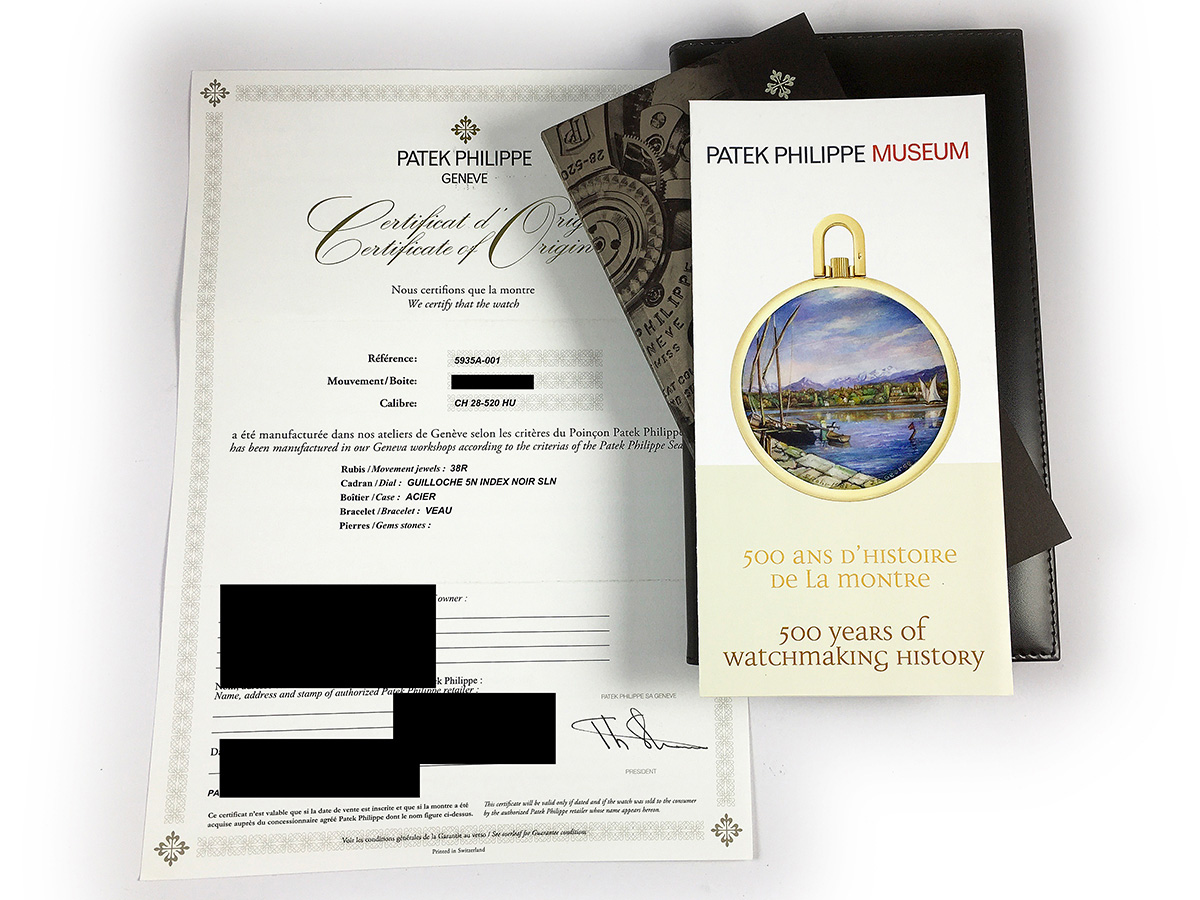 PATEK PHILIPPE
GENEVE
Certificat d'
Certificate of Origin
Nous certifions que la montre
We certify that the watch
Référence: 5935A-001
Mouvement/Boite:
Calibre: CH 28-520 HU
a été manufacturée dans nos ateliers de Genève selon les critères du Poinçon Patek Philippe
has been manufactured in our Geneva workshops according to the criterias of the Patek Philippe
Rubis/Movement jewels : 38R
Cadran/Dial : GUILLOCHE 5N INDEX NOIR SLN
Boîtier/Case : ACIER
Bracelet/Bracelet : VEAU
Pierres/Gems stones :
owner :
Philippe :
Name, address and stamp of authorized Patek Philippe retailer :
PATEK PHILIPPE SA GENEVE
PRESIDENT
Ce certificat n'est valable que si la date de vente est inscrite et que si la montre a été
acquise auprès du concessionnaire agréé Patek Philippe dont le nom figure ci-dessus.
This certificate will be valid only if dated and if the watch was sold to the consumer
by the authorized Patek Philippe retailer whose name appears hereon.
Voir les conditions générales de la Garantie au verso / See overleaf for Guarantee conditions
Printed in Switzerland
28-520
PATEK PHILIPPE MUSEUM
500 ans d'histoire
de la montre
500 years of
watchmaking history